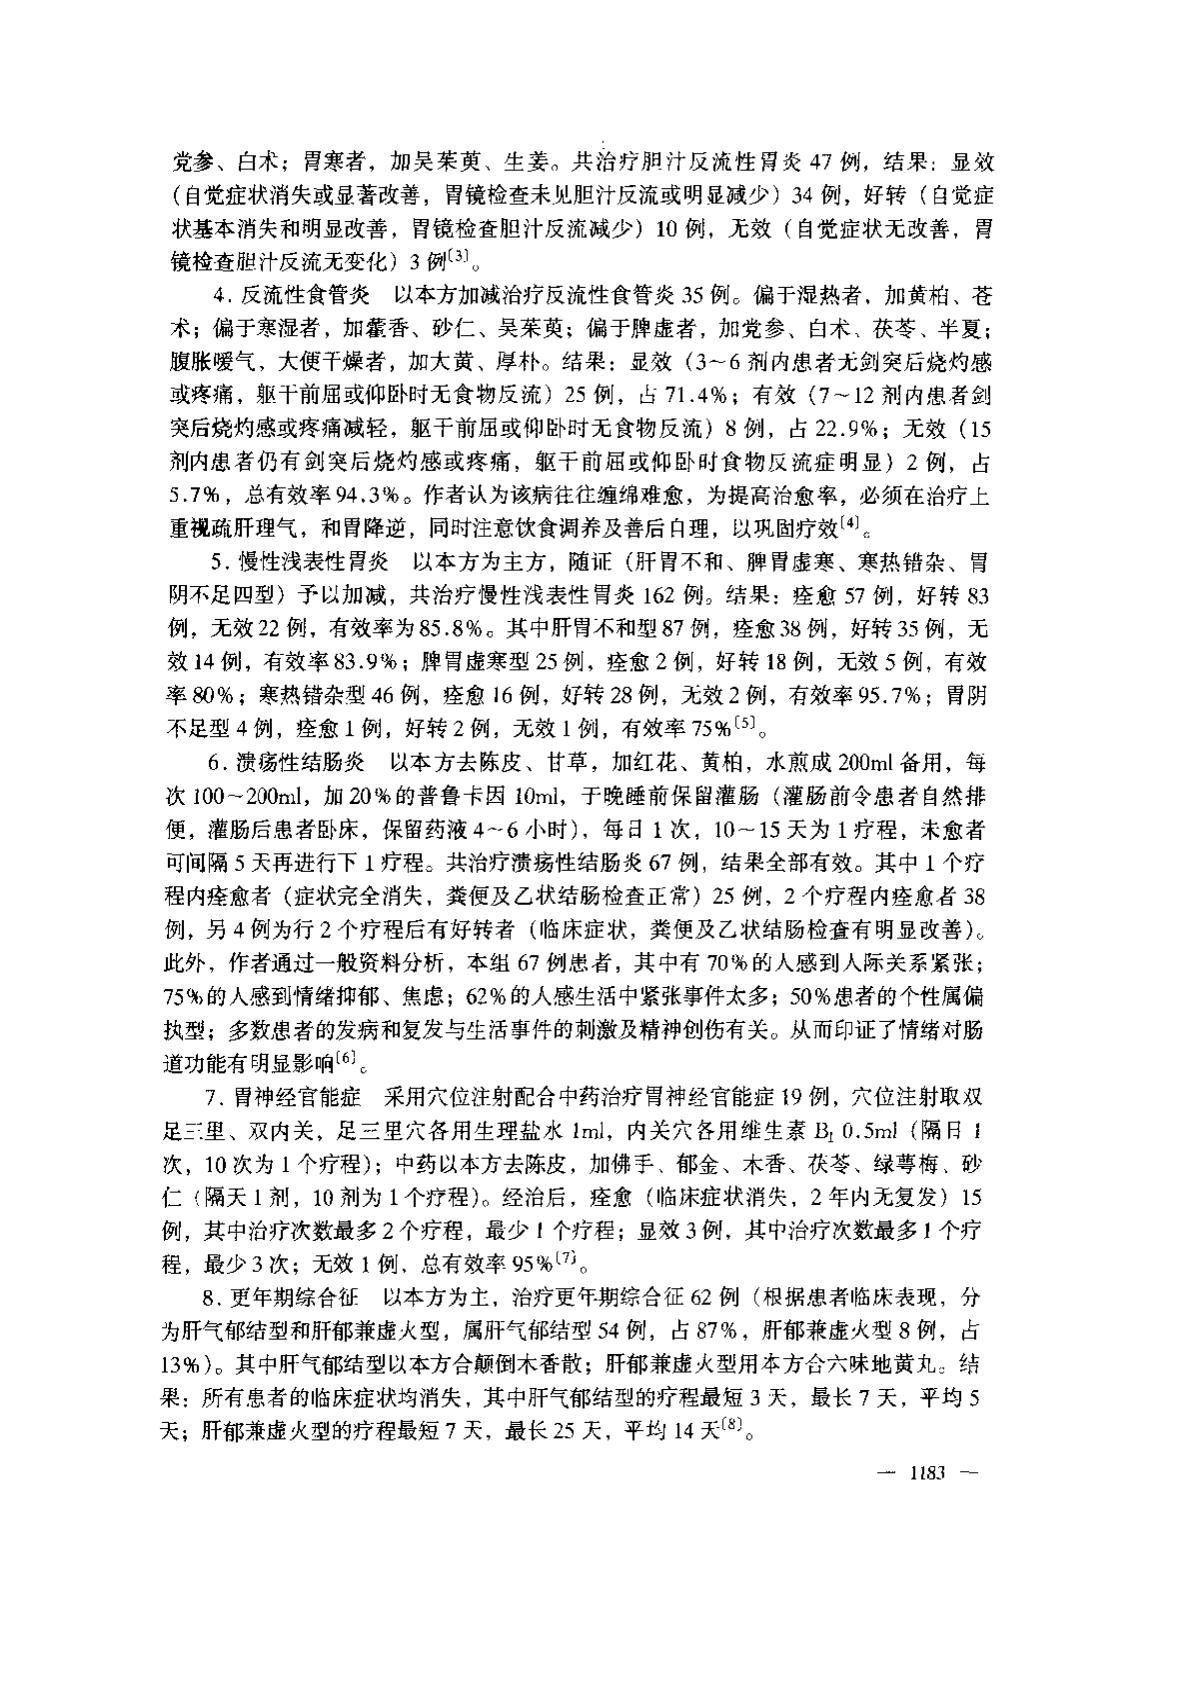 党参、白术；胃寒者，加吴茱萸、生姜。共治疗胆汁反流性胃炎 47 例，结果：显效
（自觉症状消失或显著改善，胃镜检查未见胆汁反流或明显减少）34 例，好转（自觉症
状基本消失和明显改善，胃镜检查胆汁反流减少）10 例，无效（自觉症状无改善，胃
镜检查胆汁反流无变化）3 例〔3〕。
4. 反流性食管炎　以本方加减治疗反流性食管炎 35 例。偏于湿热者，加黄柏、苍
术；偏于寒湿者，加藿香、砂仁、吴茱萸；偏于脾虚者，加党参、白术、茯苓、半夏；
腹胀嗳气，大便干燥者，加大黄、厚朴。结果：显效（3～6 剂内患者无剑突后烧灼感
或疼痛，躯干前屈或仰卧时无食物反流）25 例，占 71.4%；有效（7～12 剂内患者剑
突后烧灼感或疼痛减轻，躯干前屈或仰卧时无食物反流）8 例，占 22.9%；无效（15
剂内患者仍有剑突后烧灼感或疼痛，躯干前屈或仰卧时食物反流症明显）2 例，占
5.7%，总有效率 94.3%。作者认为该病往往缠绵难愈，为提高治愈率，必须在治疗上
重视疏肝理气，和胃降逆，同时注意饮食调养及善后自理，以巩固疗效〔4〕。
5. 慢性浅表性胃炎　以本方为主方，随证（肝胃不和、脾胃虚寒、寒热错杂、胃
阴不足四型）予以加减，共治疗慢性浅表性胃炎 162 例。结果：痊愈 57 例，好转 83
例，无效 22 例，有效率为 85.8%。其中肝胃不和型 87 例，痊愈 38 例，好转 35 例，无
效 14 例，有效率 83.9%；脾胃虚寒型 25 例，痊愈 2 例，好转 18 例，无效 5 例，有效
率 80%；寒热错杂型 46 例，痊愈 16 例，好转 28 例，无效 2 例，有效率 95.7%；胃阴
不足型 4 例，痊愈 1 例，好转 2 例，无效 1 例，有效率 75%〔5〕。
6. 溃疡性结肠炎　以本方去陈皮、甘草，加红花、黄柏，水煎成 200ml 备用，每
次 100～200ml，加 20%的普鲁卡因 10ml，于晚睡前保留灌肠（灌肠前令患者自然排
便，灌肠后患者卧床，保留药液 4～6 小时），每日 1 次，10～15 天为 1 疗程，未愈者
可间隔 5 天再进行下 1 疗程。共治疗溃疡性结肠炎 67 例，结果全部有效。其中 1 个疗
程内痊愈者（症状完全消失，粪便及乙状结肠检查正常）25 例，2 个疗程内痊愈者 38
例，另 4 例为行 2 个疗程后有好转者（临床症状，粪便及乙状结肠检查有明显改善）。
此外，作者通过一般资料分析，本组 67 例患者，其中有 70%的人感到人际关系紧张；
75%的人感到情绪抑郁、焦虑；62%的人感生活中紧张事件太多；50%患者的个性属偏
执型；多数患者的发病和复发与生活事件的刺激及精神创伤有关。从而印证了情绪对肠
道功能有明显影响〔6〕。
7. 胃神经官能症　采用穴位注射配合中药治疗胃神经官能症 19 例，穴位注射取双
足三里、双内关，足三里穴各用生理盐水 1ml，内关穴各用维生素 B₁ 0.5ml（隔日 1
次，10 次为 1 个疗程）；中药以本方去陈皮，加佛手、郁金、木香、茯苓、绿萼梅、砂
仁（隔天 1 剂，10 剂为 1 个疗程）。经治后，痊愈（临床症状消失，2 年内无复发）15
例，其中治疗次数最多 2 个疗程，最少 1 个疗程；显效 3 例，其中治疗次数最多 1 个疗
程，最少 3 次；无效 1 例，总有效率 95%〔7〕。
8. 更年期综合征　以本方为主，治疗更年期综合征 62 例（根据患者临床表现，分
为肝气郁结型和肝郁兼虚火型，属肝气郁结型 54 例，占 87%，肝郁兼虚火型 8 例，占
13%）。其中肝气郁结型以本方合颠倒木香散；肝郁兼虚火型用本方合六味地黄丸。结
果：所有患者的临床症状均消失，其中肝气郁结型的疗程最短 3 天，最长 7 天，平均 5
天；肝郁兼虚火型的疗程最短 7 天，最长 25 天，平均 14 天〔8〕。
— 1183 —